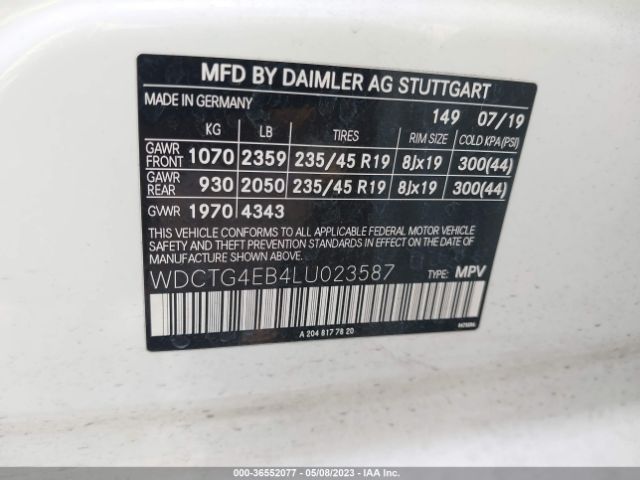 MFD BY DAIMLER AG STUTTGART
MADE IN GERMANY 149 07/19
KG LB TIRES RIM SIZE COLD KPA(PSI)
GAWR FRONT 1070 2359 235/45 R19 8Jx19 300(44)
GAWR REAR 930 2050 235/45 R19 8Jx19 300(44)
GVWR 1970 4343
THIS VEHICLE CONFORMS TO ALL APPLICABLE FEDERAL MOTOR VEHICLE
SAFETY AND THEFT PREVENTION STANDARDS IN EFFECT ON THE DATE OF
MANUFACTURE SHOWN ABOVE.
WDCTG4EB4LU023587 TYPE: MPV
A 204 817 78 20
000-36552077 - 05/08/2023 - IAA Inc.